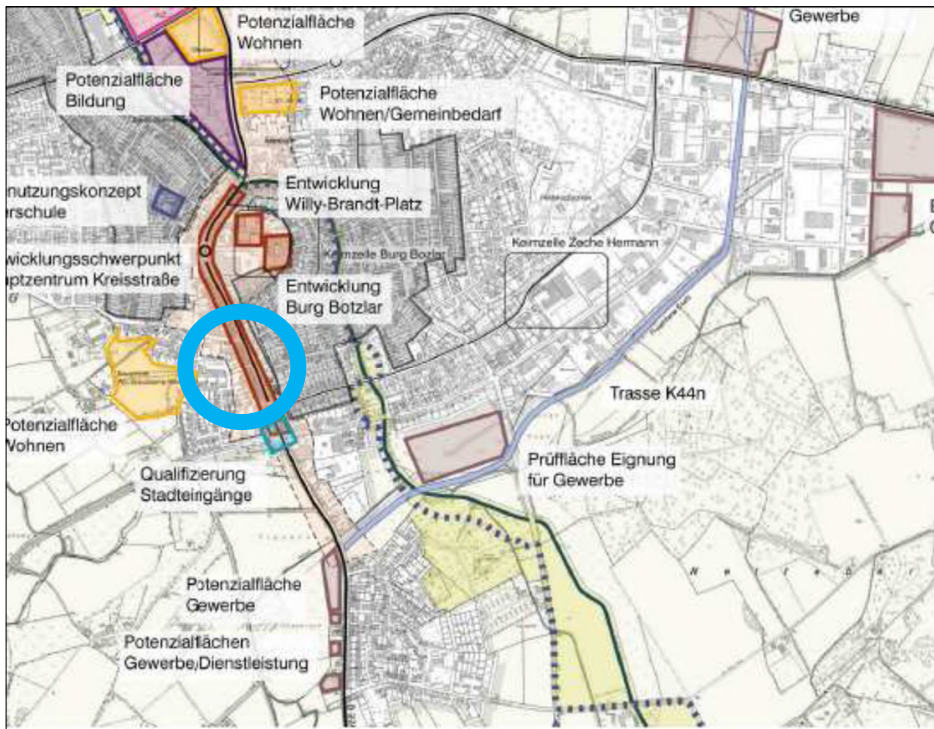 Potenzialfläche
Wohnen
Gewerbe
Potenzialfläche
Bildung
Potenzialfläche
Wohnen/Gemeinbedarf
nutzungskonzept
erschule
Entwicklung
Willy-Brandt-Platz
Keimzelle Zeche Hermann
Keimzelle Burg Botzlar
wicklungsschwerpunkt
ptzentrum Kreisstraße
Entwicklung
Burg Botzlar
Trasse K44n
Potenzialfläche
Wohnen
Prüffläche Eignung
für Gewerbe
Qualifizierung
Stadteingänge
Potenzialfläche
Gewerbe
Potenzialflächen
Gewerbe/Dienstleistung